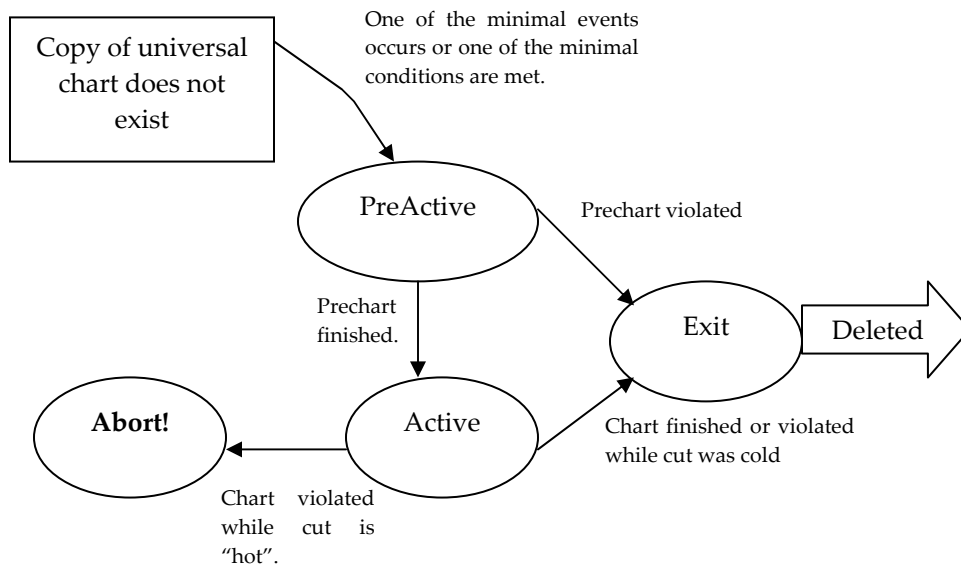 One of the minimal events
occurs or one of the minimal
conditions are met.
Copy of universal
chart does not
exist
PreActive
Prechart violated
Prechart
finished.
Exit
Deleted
Abort!
Active
Chart finished or violated
while cut was cold
Chart violated
while cut is
“hot”.